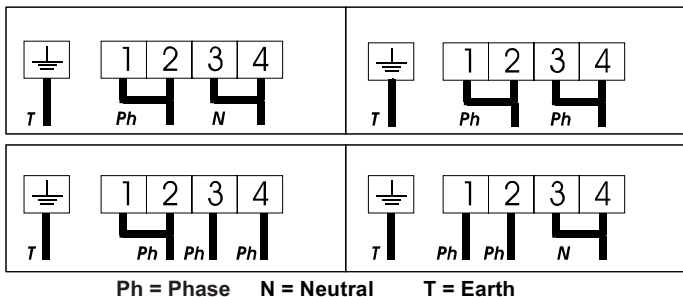 1 2 3 4
T Ph N
1 2 3 4
T Ph Ph
1 2 3 4
T Ph Ph Ph
1 2 3 4
T Ph Ph N
Ph = Phase N = Neutral T = Earth